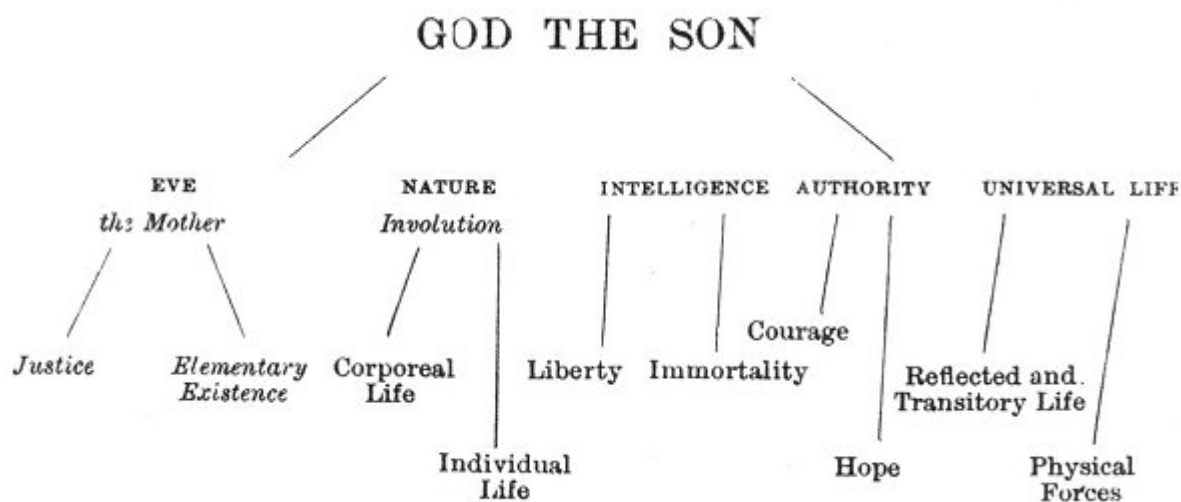 GOD THE SON
EVE NATURE INTELLIGENCE AUTHORITY UNIVERSAL LIFE
the Mother Involution
Courage
Justice Elementary Existence Corporeal Life Liberty Immortality Reflected and Transitory Life
Individual Life Hope Physical Forces